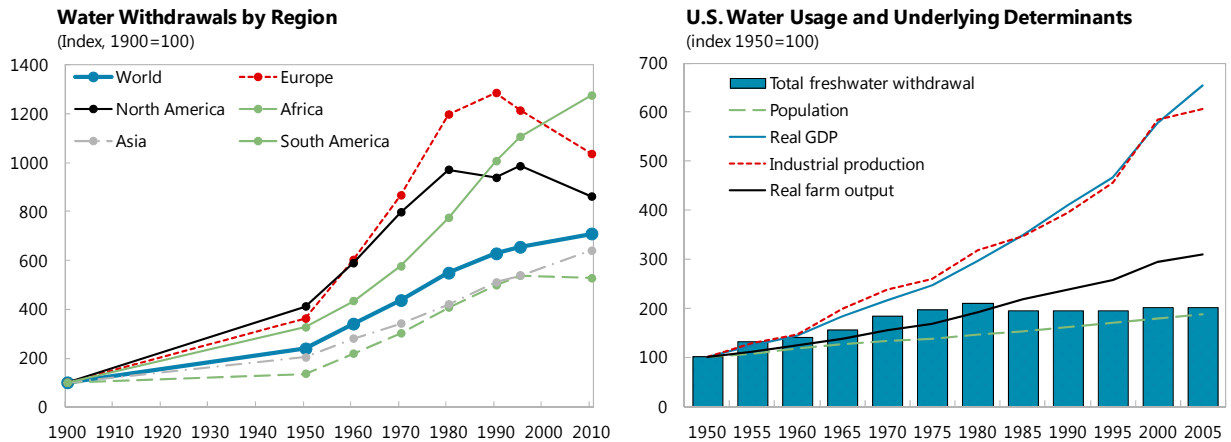 Water Withdrawals by Region
(Index, 1900=100)
1400
1200
1000
800
600
400
200
0
World
Europe
North America
Africa
Asia
South America
1900 1910 1920 1930 1940 1950 1960 1970 1980 1990 2000 2010
U.S. Water Usage and Underlying Determinants
(index 1950=100)
700
600
500
400
300
200
100
0
Total freshwater withdrawal
Population
Real GDP
Industrial production
Real farm output
1950 1955 1960 1965 1970 1975 1980 1985 1990 1995 2000 2005